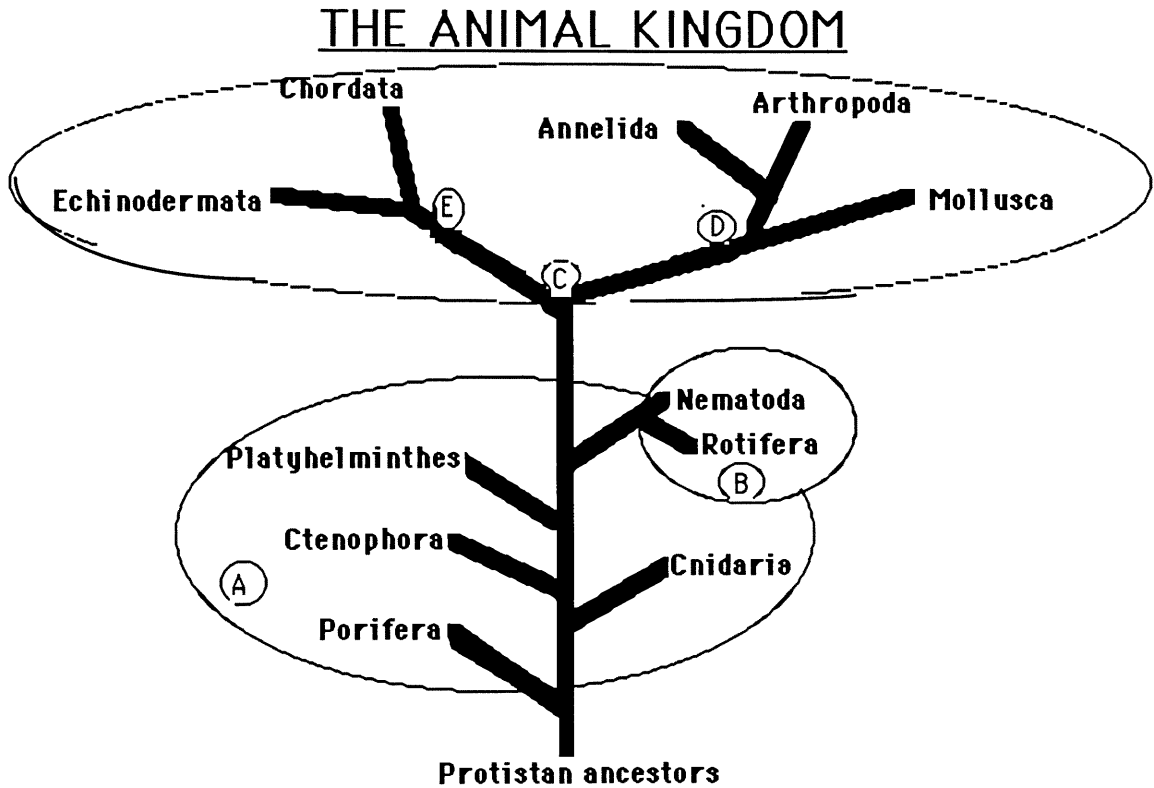 THE ANIMAL KINGDOM
Chordata
Arthropoda
Annelida
Echinodermata
E
Mollusca
D
C
Nematoda
Rotifera
Platyhelminthes
B
Ctenophora
Cnidaria
A
Porifera
Protistan ancestors